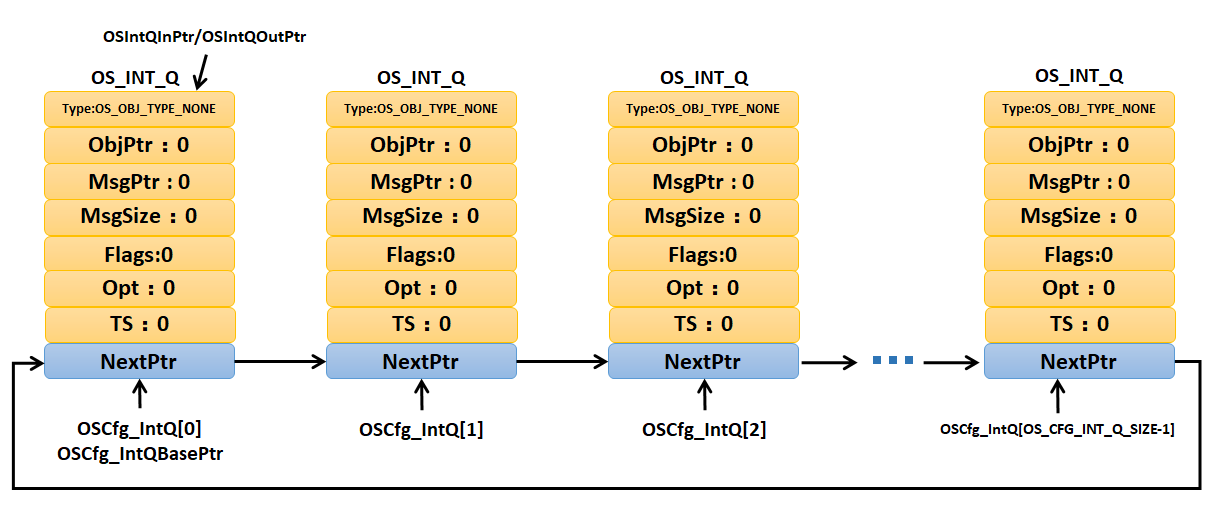 OSIntQInPtr/OSIntQOutPtr
OS_INT_Q
Type:OS_OBJ_TYPE_NONE
ObjPtr：0
MsgPtr : 0
MsgSize：0
Flags:0
Opt：0
TS：0
NextPtr
OSCfg_IntQ[0]
OSCfg_IntQBasePtr
OS_INT_Q
Type:OS_OBJ_TYPE_NONE
ObjPtr：0
MsgPtr : 0
MsgSize：0
Flags:0
Opt：0
TS：0
NextPtr
OSCfg_IntQ[1]
OS_INT_Q
Type:OS_OBJ_TYPE_NONE
ObjPtr：0
MsgPtr : 0
MsgSize：0
Flags:0
Opt：0
TS：0
NextPtr
OSCfg_IntQ[2]
OS_INT_Q
Type:OS_OBJ_TYPE_NONE
ObjPtr：0
MsgPtr : 0
MsgSize：0
Flags:0
Opt：0
TS：0
NextPtr
OSCfg_IntQ[OS_CFG_INT_Q_SIZE-1]